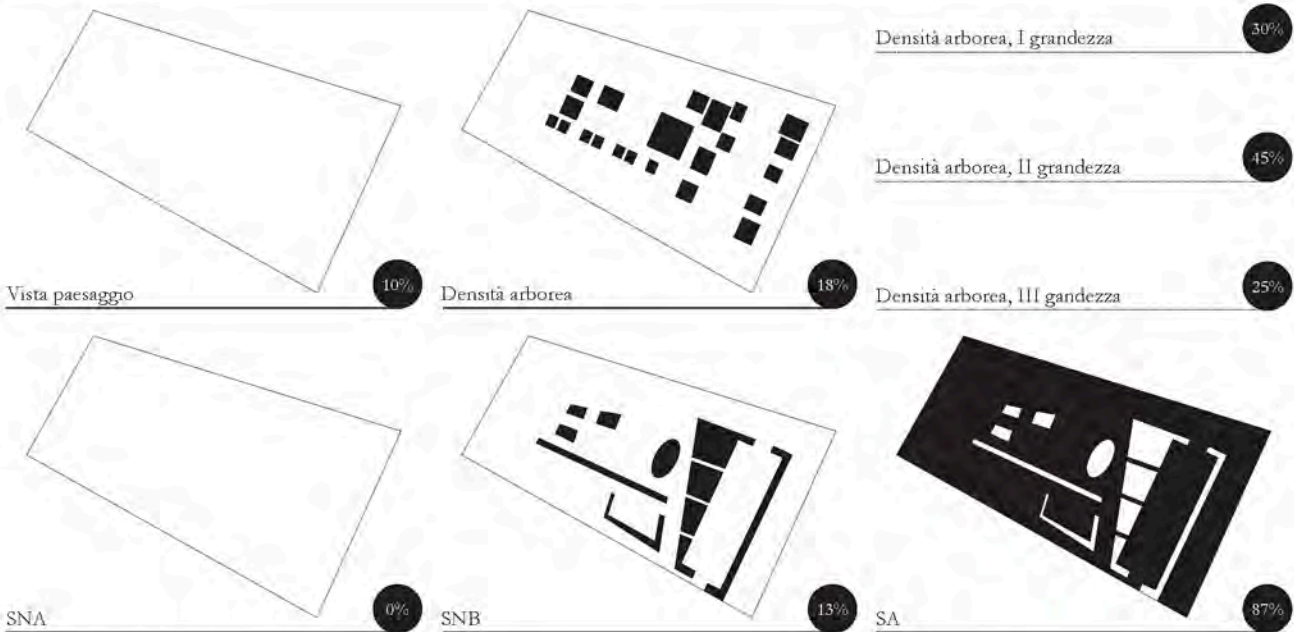 Vista paesaggio 10%
Densità arborea 18%
Densità arborea, I grandezza 30%
Densità arborea, II grandezza 45%
Densità arborea, III gandezza 25%
SNA 0%
SNB 13%
SA 87%